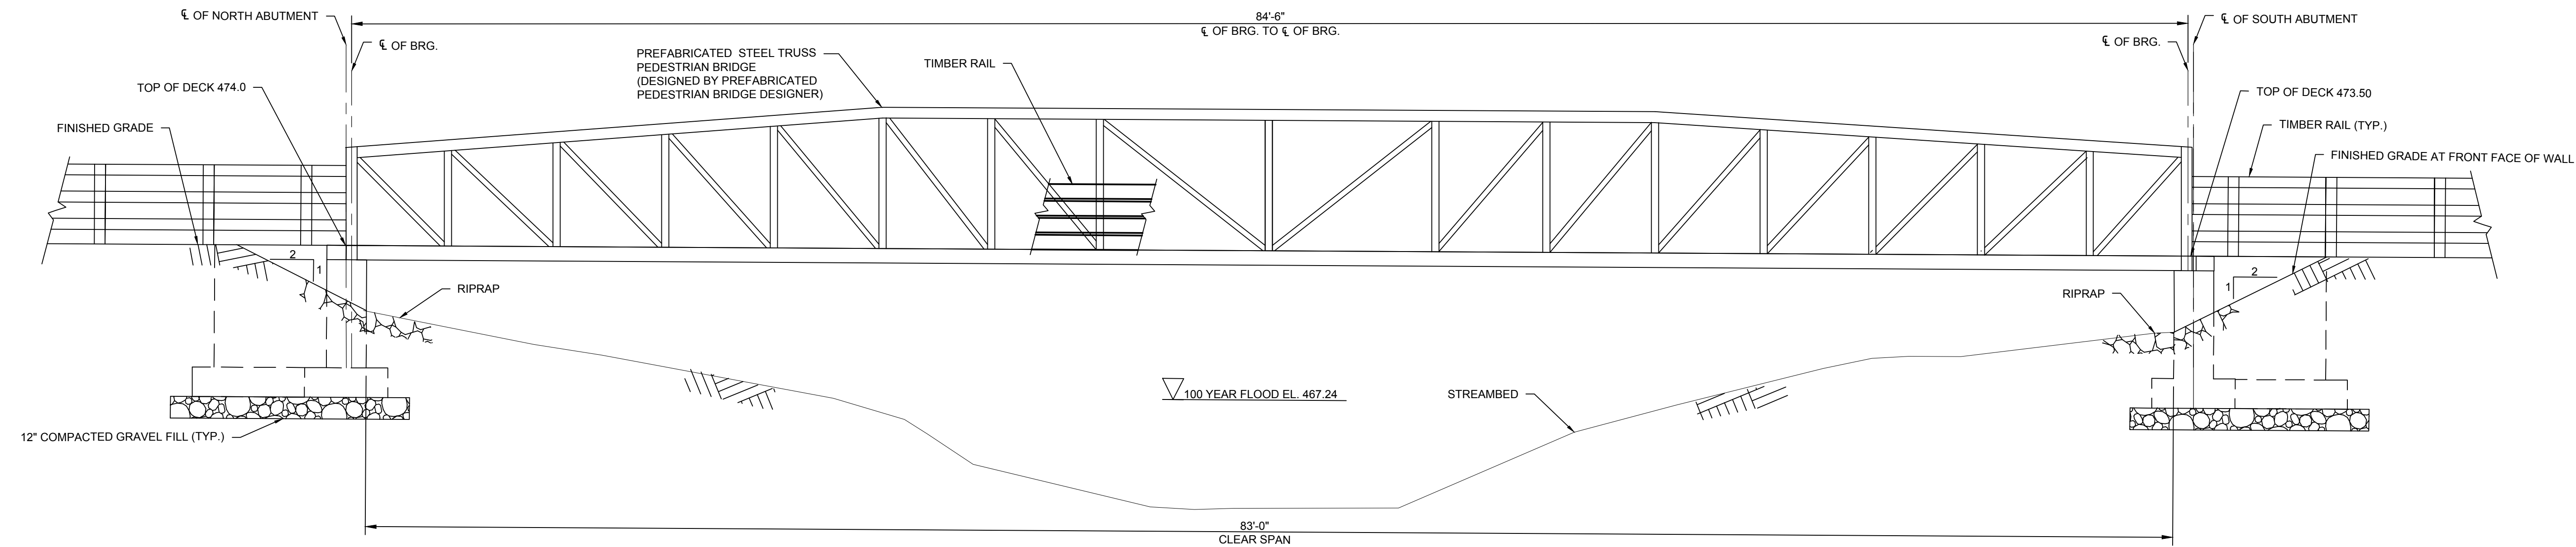 ℄ OF NORTH ABUTMENT
84'-6"
℄ OF BRG. TO ℄ OF BRG.
℄ OF SOUTH ABUTMENT
℄ OF BRG.
℄ OF BRG.
PREFABRICATED STEEL TRUSS
PEDESTRIAN BRIDGE
(DESIGNED BY PREFABRICATED
PEDESTRIAN BRIDGE DESIGNER)
TIMBER RAIL
TOP OF DECK 474.0
TOP OF DECK 473.50
FINISHED GRADE
TIMBER RAIL (TYP.)
FINISHED GRADE AT FRONT FACE OF WALL
2
1
2
1
RIPRAP
RIPRAP
100 YEAR FLOOD EL. 467.24
STREAMBED
12" COMPACTED GRAVEL FILL (TYP.)
83'-0"
CLEAR SPAN